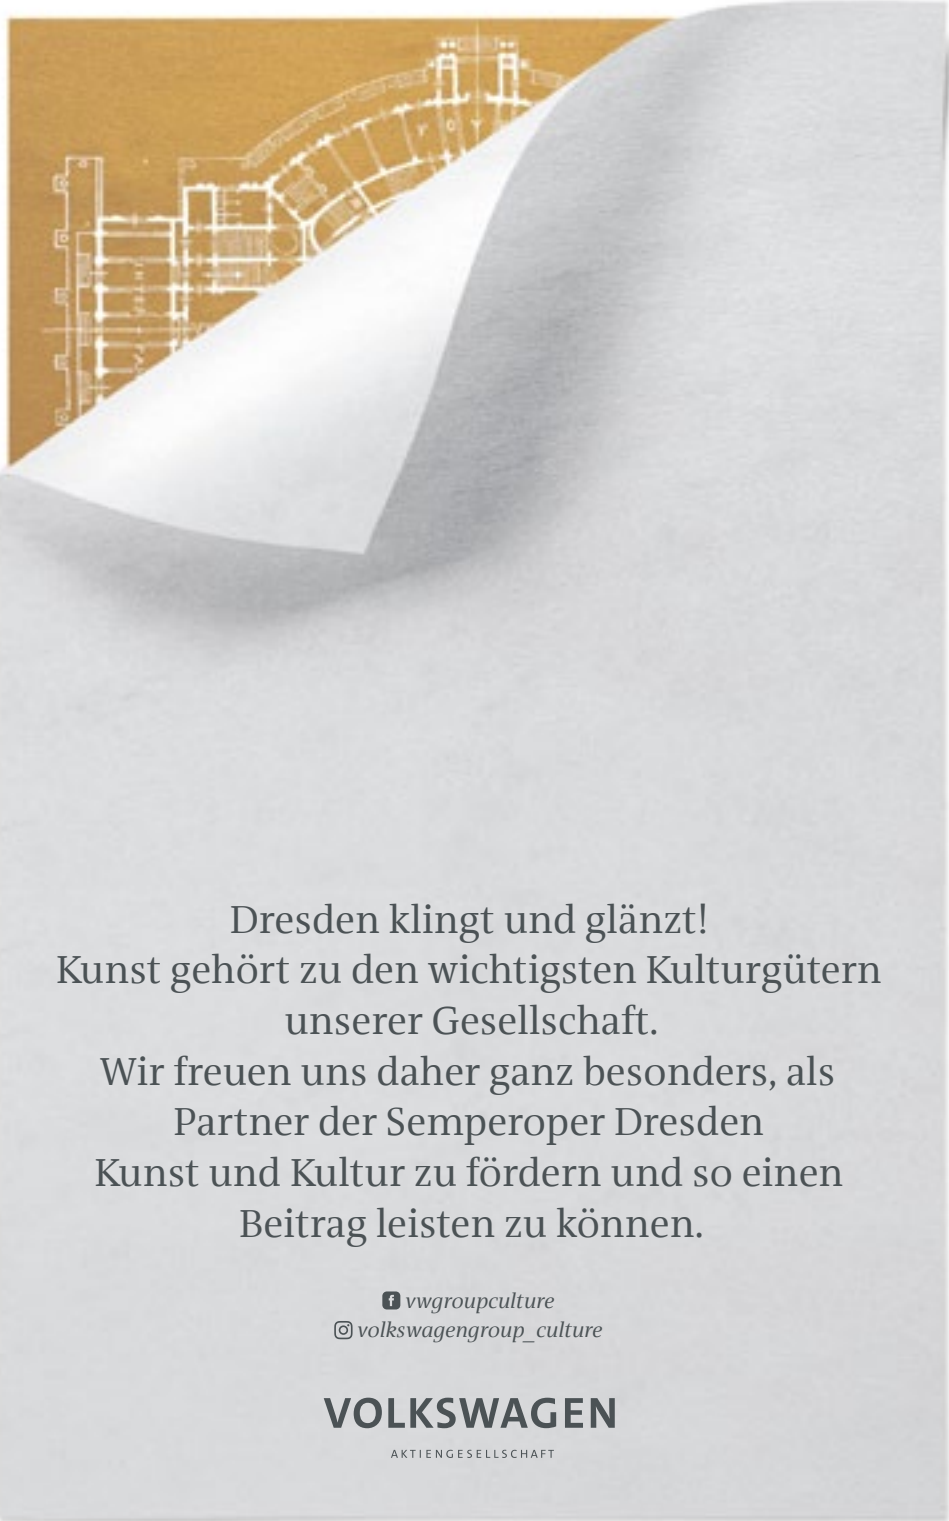 Dresden klingt und glänzt!
Kunst gehört zu den wichtigsten Kulturgütern
unserer Gesellschaft.
Wir freuen uns daher ganz besonders, als
Partner der Semperoper Dresden
Kunst und Kultur zu fördern und so einen
Beitrag leisten zu können.
vwgroupculture
volkswagengroup_culture
VOLKSWAGEN
AKTIENGESELLSCHAFT